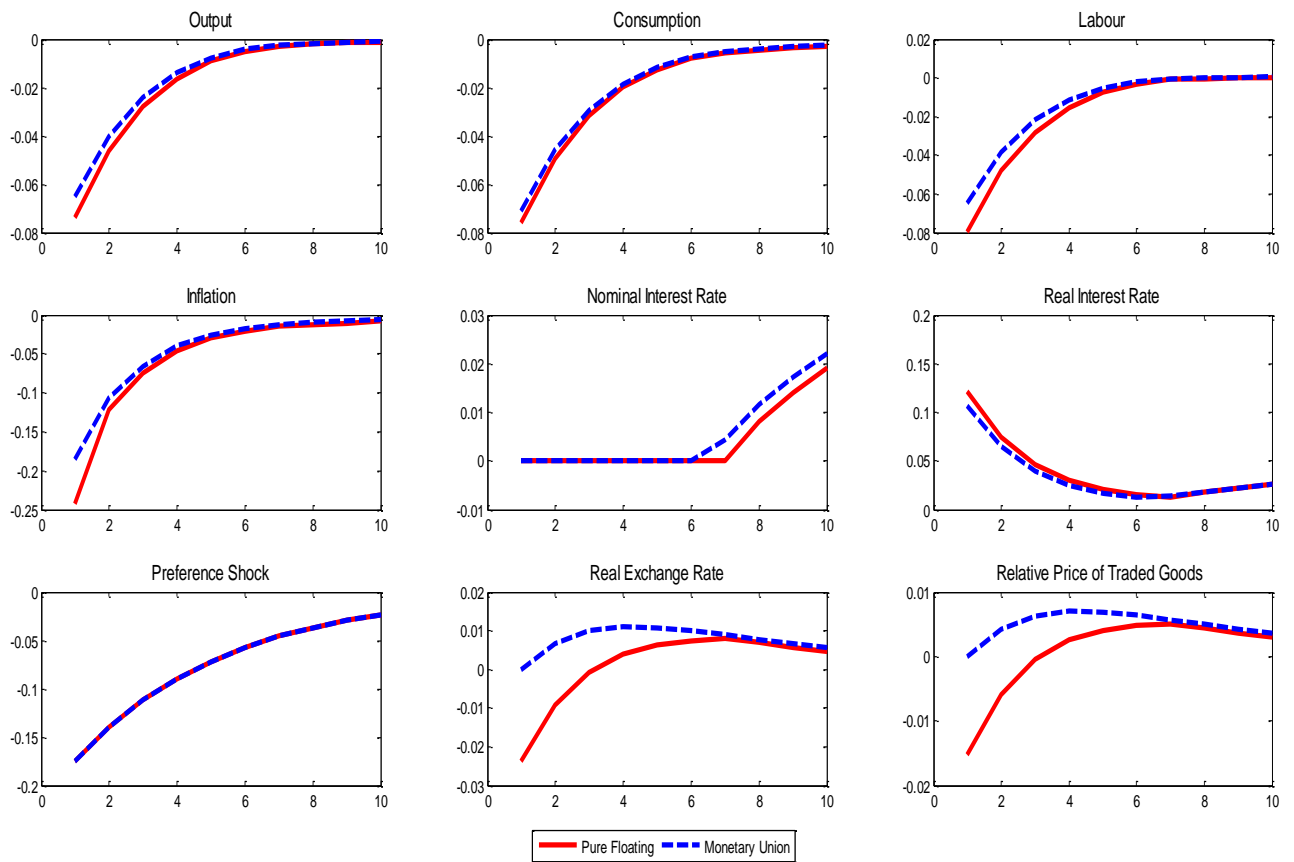 Output
Consumption
Labour
0
-0.02
-0.04
-0.06
-0.08
0 2 4 6 8 10
0
-0.02
-0.04
-0.06
-0.08
0 2 4 6 8 10
0.02
0
-0.02
-0.04
-0.06
-0.08
0 2 4 6 8 10
Inflation
Nominal Interest Rate
Real Interest Rate
0
-0.05
-0.1
-0.15
-0.2
-0.25
0 2 4 6 8 10
0.03
0.02
0.01
0
-0.01
0 2 4 6 8 10
0.2
0.15
0.1
0.05
0
0 2 4 6 8 10
Preference Shock
Real Exchange Rate
Relative Price of Traded Goods
0
-0.05
-0.1
-0.15
-0.2
0 2 4 6 8 10
0.02
0.01
0
-0.01
-0.02
-0.03
0 2 4 6 8 10
0.01
0
-0.01
-0.02
0 2 4 6 8 10
Pure Floating
Monetary Union